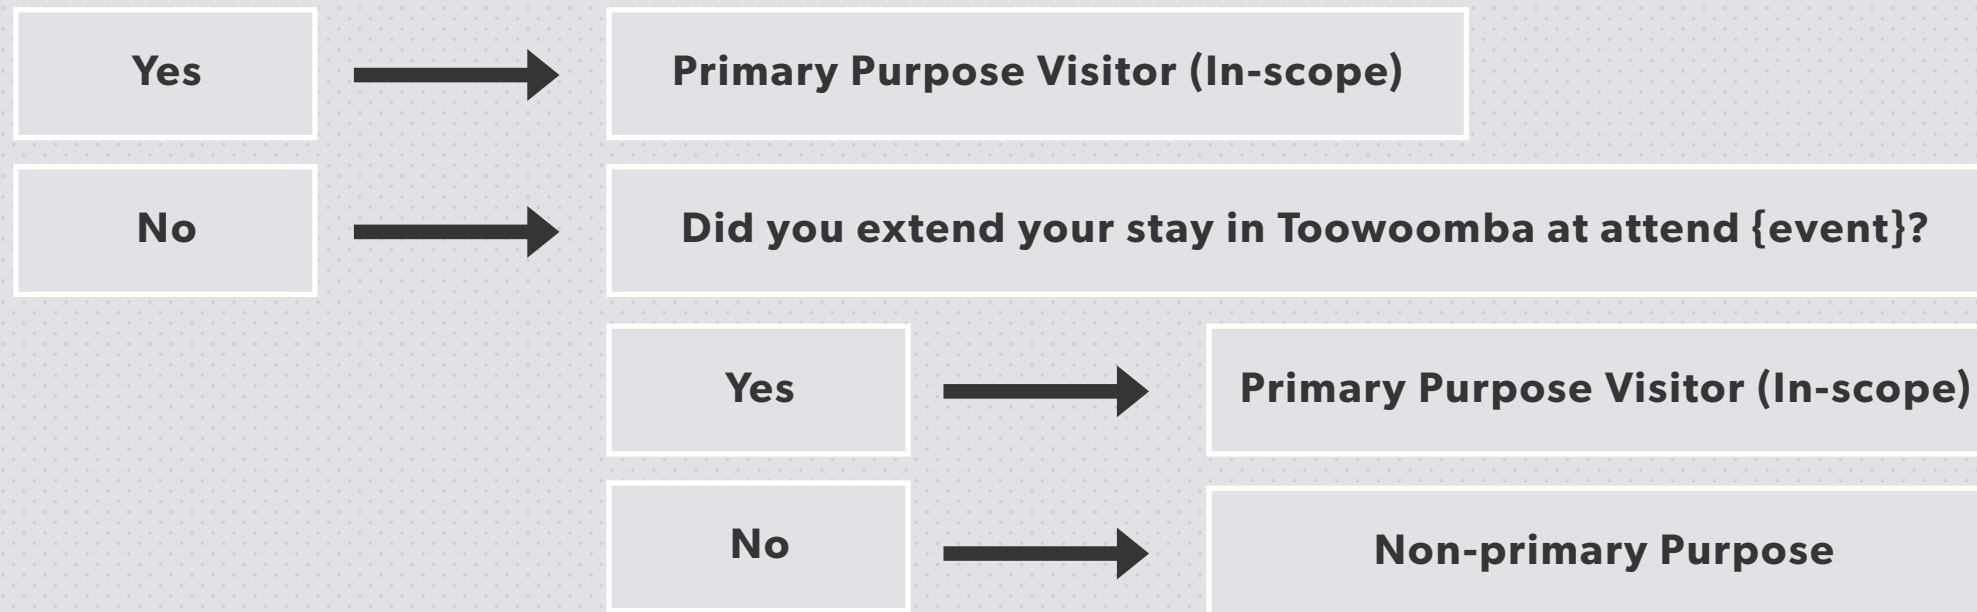 Yes
Primary Purpose Visitor (In-scope)
No
Did you extend your stay in Toowoomba at attend {event}?
Yes
Primary Purpose Visitor (In-scope)
No
Non-primary Purpose